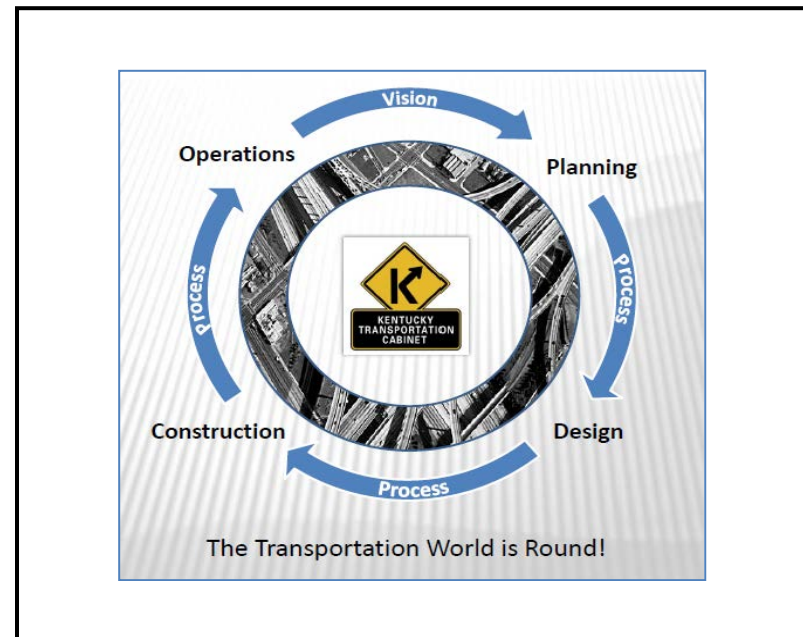 Vision
Operations
Planning
Process
Process
K
KENTUCKY
TRANSPORTATION
CABINET
Construction
Design
Process
The Transportation World is Round!